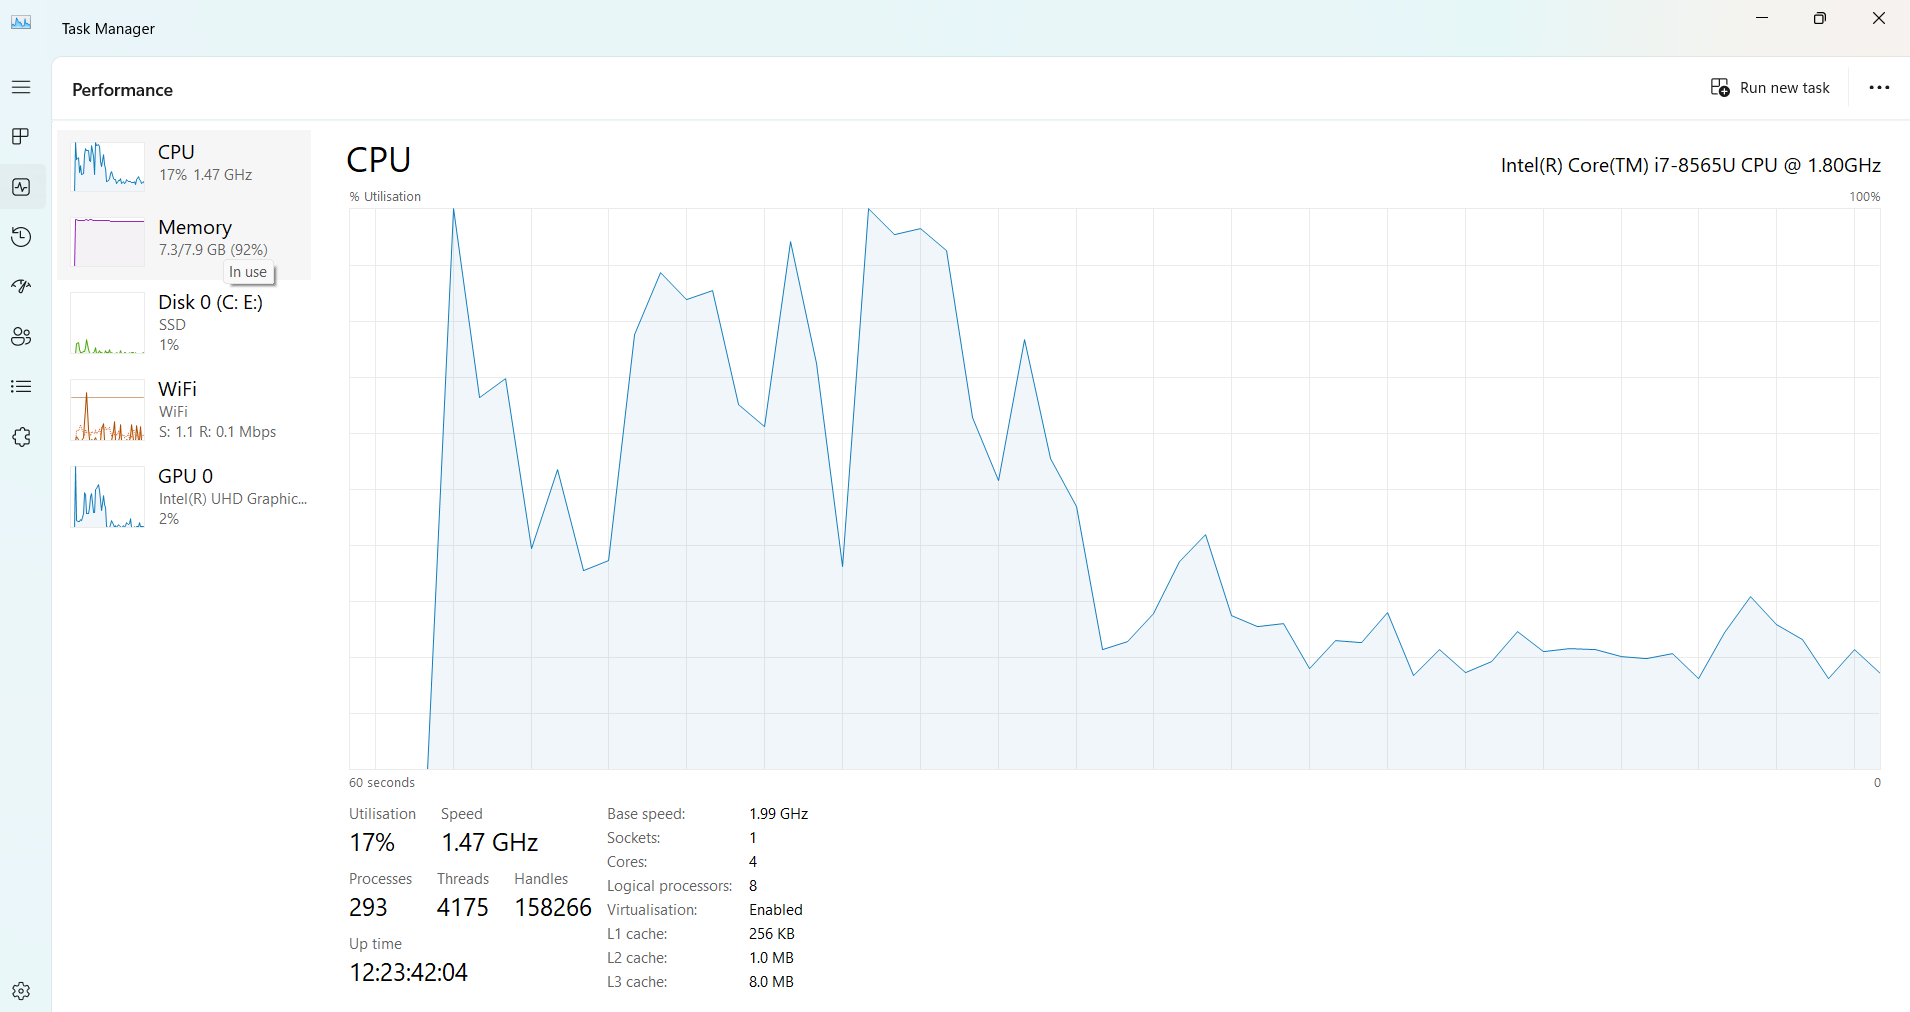 Task Manager
Performance
Run new task
CPU
17% 1.47 GHz
Memory
7.3/7.9 GB (92%)
In use
Disk 0 (C: E:)
SSD
1%
WiFi
WiFi
S: 1.1 R: 0.1 Mbps
GPU 0
Intel(R) UHD Graphic...
2%
CPU
Intel(R) Core(TM) i7-8565U CPU @ 1.80GHz
% Utilisation
100%
60 seconds
0
Utilisation
17%
Speed
1.47 GHz
Processes
293
Threads
4175
Handles
158266
Up time
12:23:42:04
Base speed: 1.99 GHz
Sockets: 1
Cores: 4
Logical processors: 8
Virtualisation: Enabled
L1 cache: 256 KB
L2 cache: 1.0 MB
L3 cache: 8.0 MB